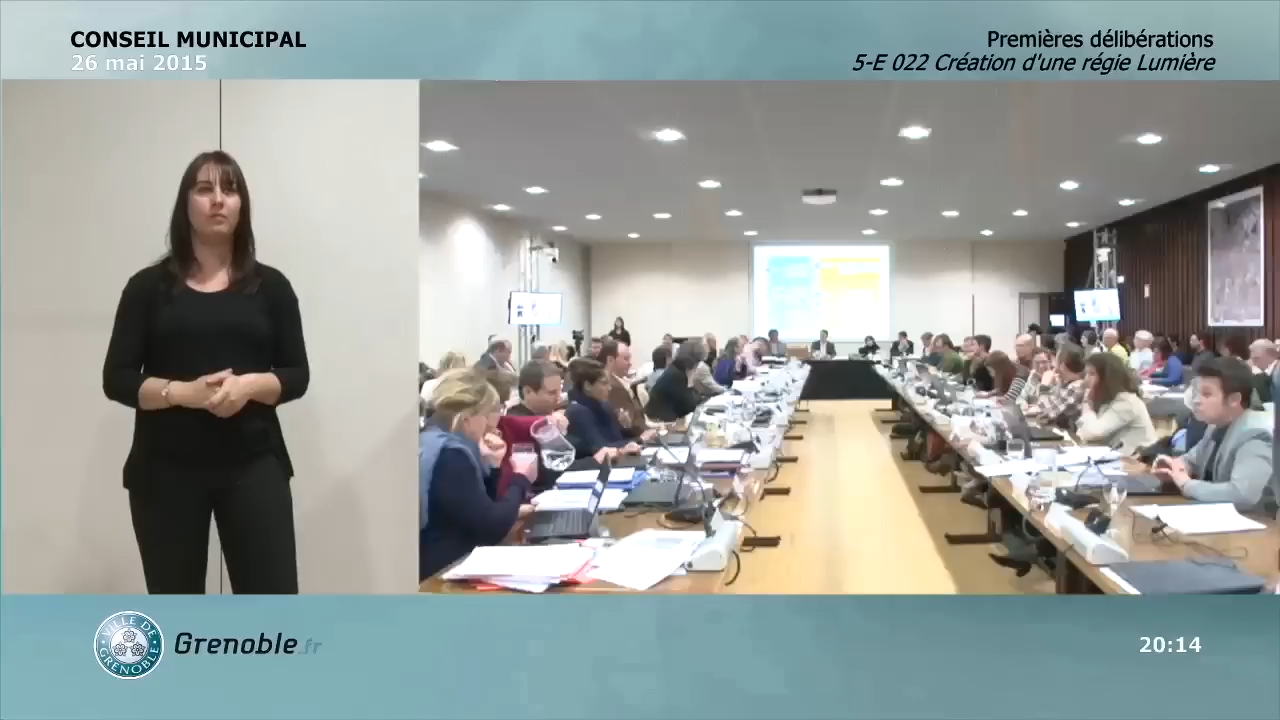 CONSEIL MUNICIPAL
26 mai 2015
Premières délibérations
5-E 022 Création d'une régie Lumière
VILLE DE
GRENOBLE
Grenoble.fr
20:14